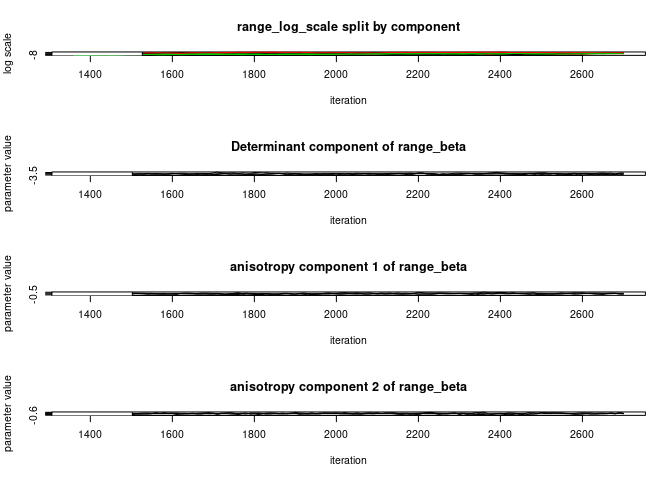 range_log_scale split by component
log scale
-8
1400 1600 1800 2000 2200 2400 2600
iteration
Determinant component of range_beta
parameter value
-3.5
1400 1600 1800 2000 2200 2400 2600
iteration
anisotropy component 1 of range_beta
parameter value
-0.5
1400 1600 1800 2000 2200 2400 2600
iteration
anisotropy component 2 of range_beta
parameter value
-0.6
1400 1600 1800 2000 2200 2400 2600
iteration